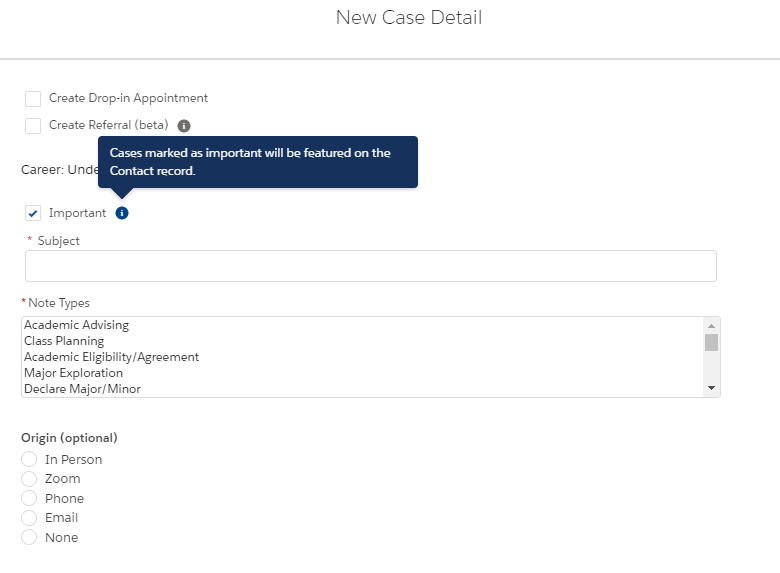 New Case Detail
Create Drop-in Appointment
Create Referral (beta)
Cases marked as important will be featured on the
Contact record.
Career: Unde
Important
* Subject
* Note Types
Academic Advising
Class Planning
Academic Eligibility/Agreement
Major Exploration
Declare Major/Minor
Origin (optional)
In Person
Zoom
Phone
Email
None